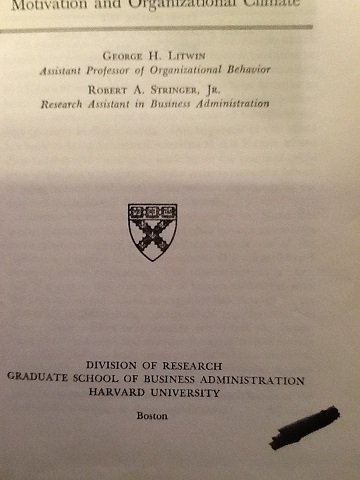 Motivation and Organizational Climate
GEORGE H. LITWIN
Assistant Professor of Organizational Behavior
ROBERT A. STRINGER, JR.
Research Assistant in Business Administration
DIVISION OF RESEARCH
GRADUATE SCHOOL OF BUSINESS ADMINISTRATION
HARVARD UNIVERSITY
Boston